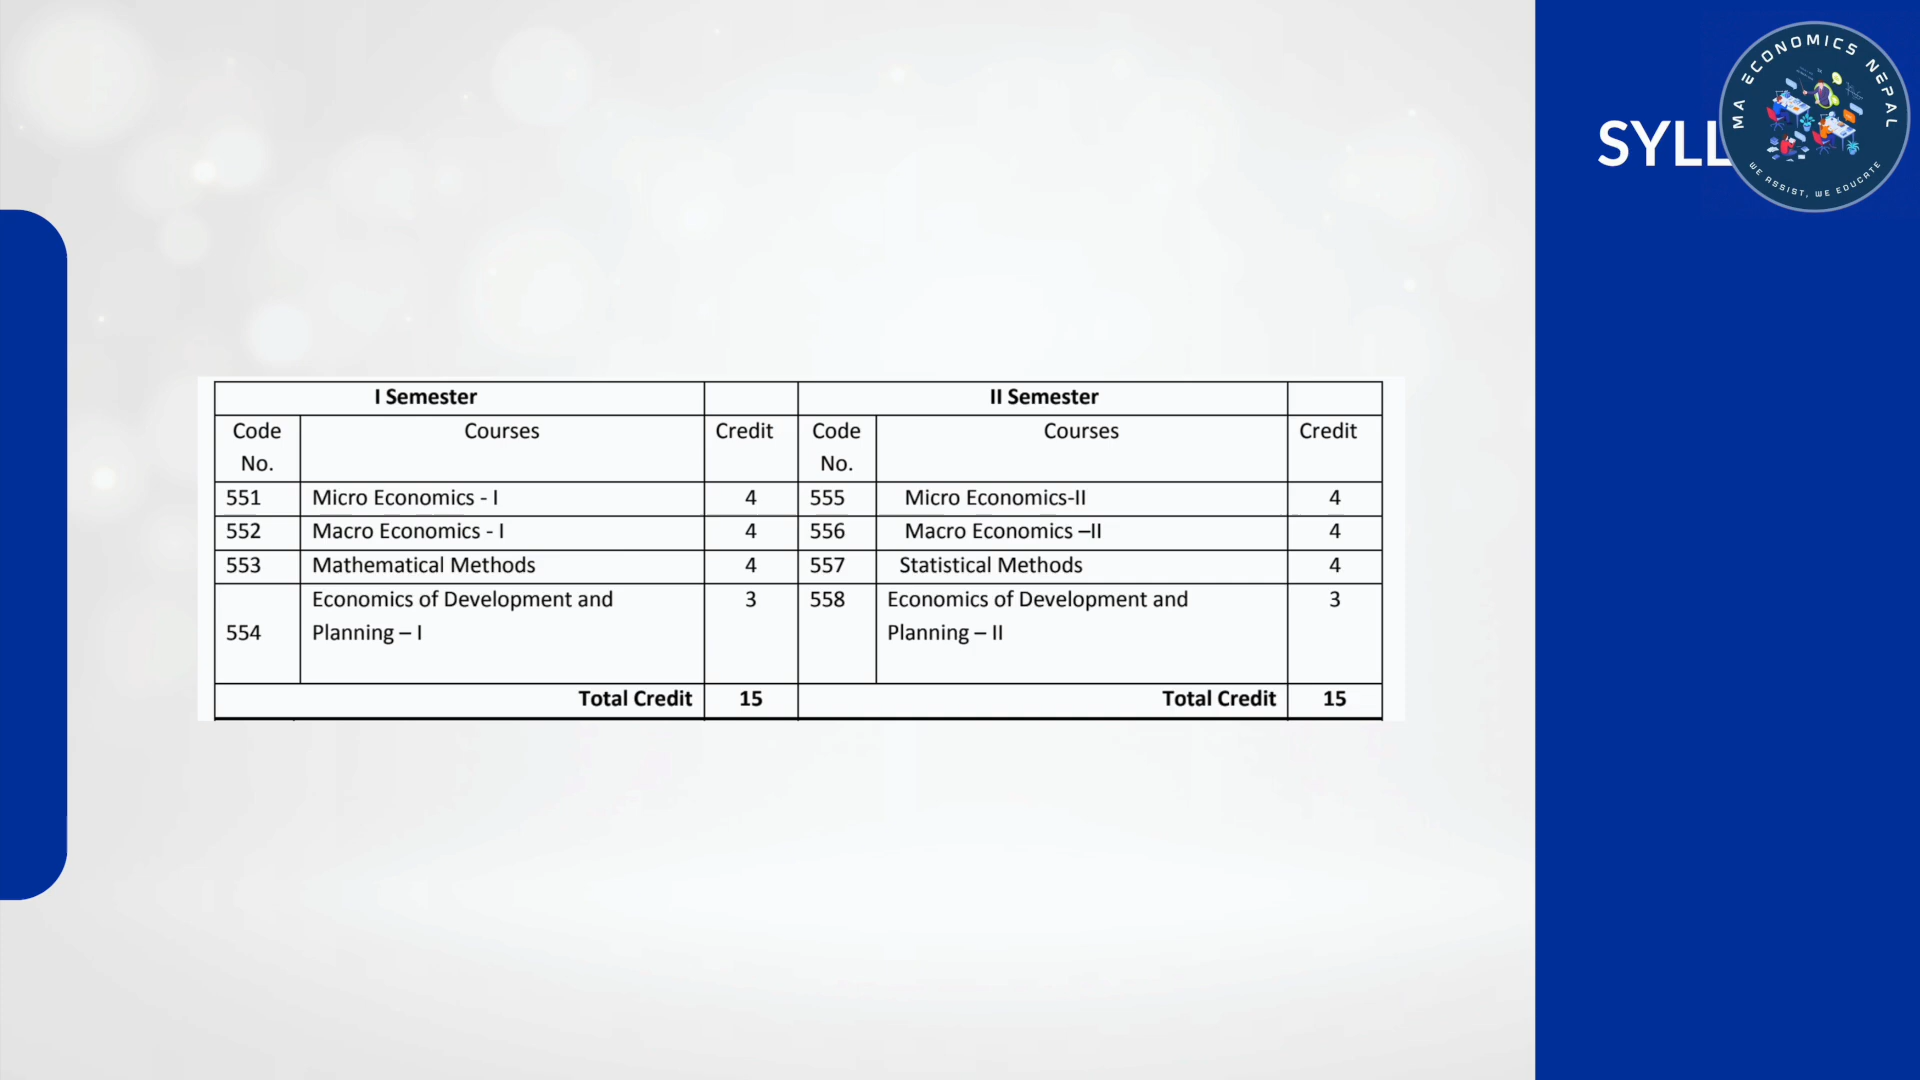 MA ECONOMICS NEPAL
WE ASSIST, WE EDUCATE
SYLL
I Semester II Semester
Code No. Courses Credit Code No. Courses Credit
551 Micro Economics - I 4 555 Micro Economics-II 4
552 Macro Economics - I 4 556 Macro Economics –II 4
553 Mathematical Methods 4 557 Statistical Methods 4
554 Economics of Development and Planning – I 3 558 Economics of Development and Planning – II 3
Total Credit 15 Total Credit 15